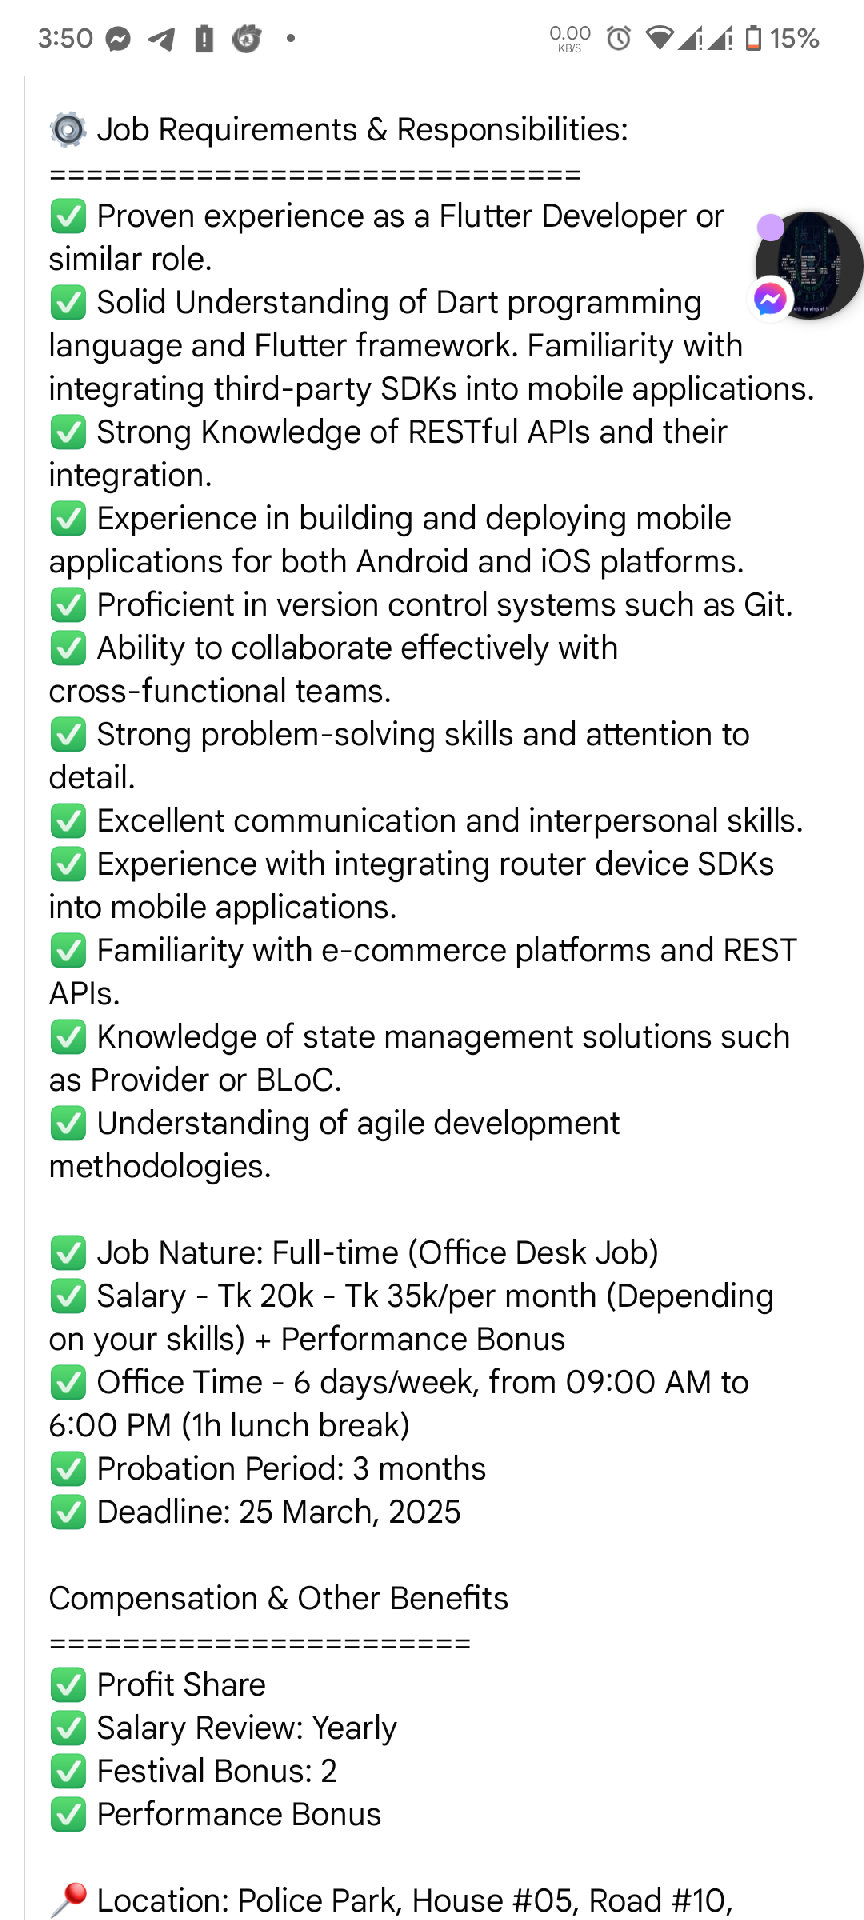 3:50
0.00
KB/S
15%
⚙️ Job Requirements & Responsibilities:
=============================
✅ Proven experience as a Flutter Developer or
similar role.
✅ Solid Understanding of Dart programming
language and Flutter framework. Familiarity with
integrating third-party SDKs into mobile applications.
✅ Strong Knowledge of RESTful APIs and their
integration.
✅ Experience in building and deploying mobile
applications for both Android and iOS platforms.
✅ Proficient in version control systems such as Git.
✅ Ability to collaborate effectively with
cross-functional teams.
✅ Strong problem-solving skills and attention to
detail.
✅ Excellent communication and interpersonal skills.
✅ Experience with integrating router device SDKs
into mobile applications.
✅ Familiarity with e-commerce platforms and REST
APIs.
✅ Knowledge of state management solutions such
as Provider or BLoC.
✅ Understanding of agile development
methodologies.
✅ Job Nature: Full-time (Office Desk Job)
✅ Salary - Tk 20k - Tk 35k/per month (Depending
on your skills) + Performance Bonus
✅ Office Time - 6 days/week, from 09:00 AM to
6:00 PM (1h lunch break)
✅ Probation Period: 3 months
✅ Deadline: 25 March, 2025
Compensation & Other Benefits
=======================
✅ Profit Share
✅ Salary Review: Yearly
✅ Festival Bonus: 2
✅ Performance Bonus
📍 Location: Police Park, House #05, Road #10,